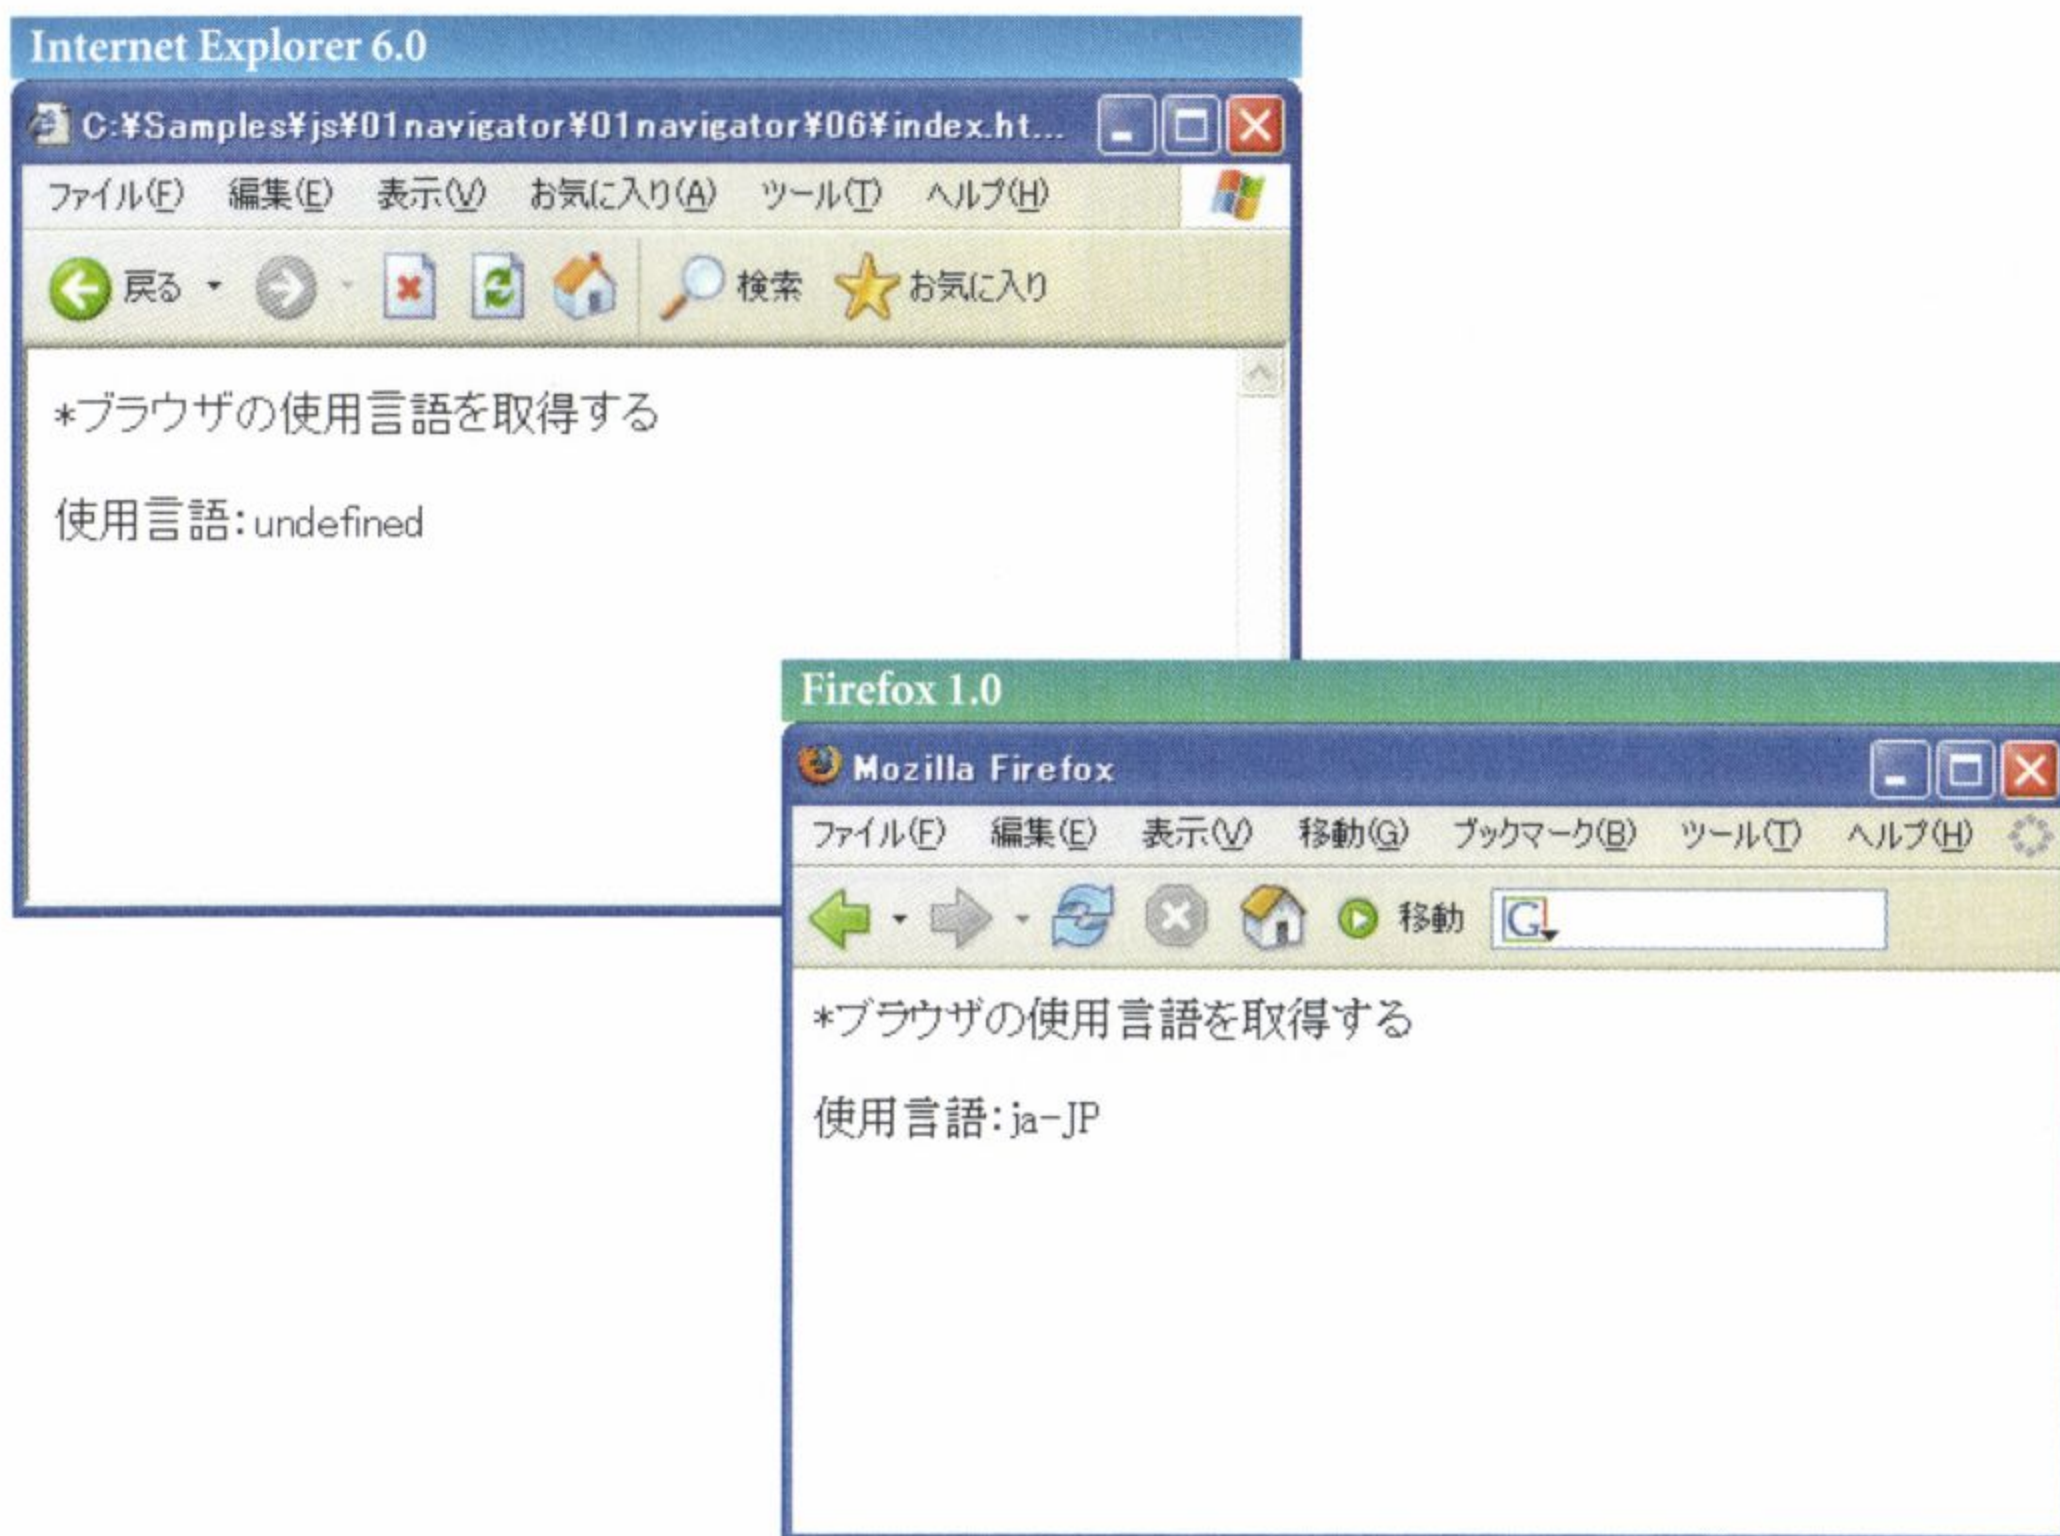 Internet Explorer 6.0
C:¥Samples¥js¥01navigator¥01navigator¥06¥index.ht...
ファイル(F) 編集(E) 表示(V) お気に入り(A) ツール(T) ヘルプ(H)
戻る 検索 お気に入り
*ブラウザの使用言語を取得する
使用言語:undefined
Firefox 1.0
Mozilla Firefox
ファイル(F) 編集(E) 表示(V) 移動(G) ブックマーク(B) ツール(T) ヘルプ(H)
移動 G
*ブラウザの使用言語を取得する
使用言語:ja-JP